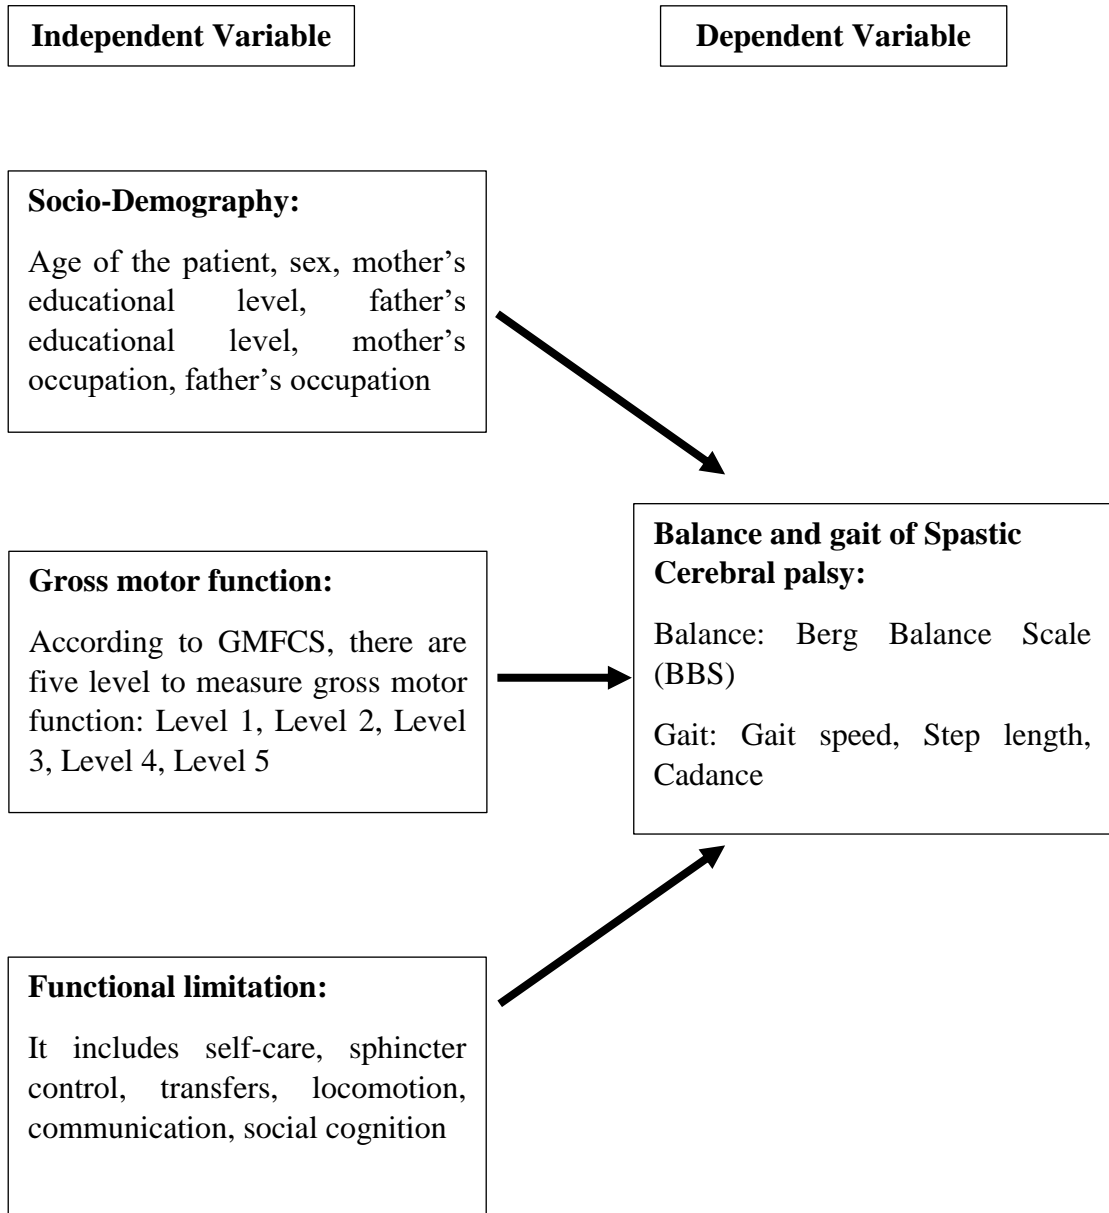 Independent Variable
Dependent Variable
Socio-Demography:
Age of the patient, sex, mother’s
educational level, father’s
educational level, mother’s
occupation, father’s occupation
Gross motor function:
According to GMFCS, there are
five level to measure gross motor
function: Level 1, Level 2, Level
3, Level 4, Level 5
Functional limitation:
It includes self-care, sphincter
control, transfers, locomotion,
communication, social cognition
Balance and gait of Spastic
Cerebral palsy:
Balance: Berg Balance Scale
(BBS)
Gait: Gait speed, Step length,
Cadance